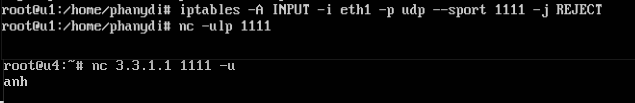 root@u1:/home/phanydi# iptables -A INPUT -i eth1 -p udp --sport 1111 -j REJECT
root@u1:/home/phanydi# nc -ulp 1111
root@u4:~# nc 3.3.1.1 1111 -u
anh